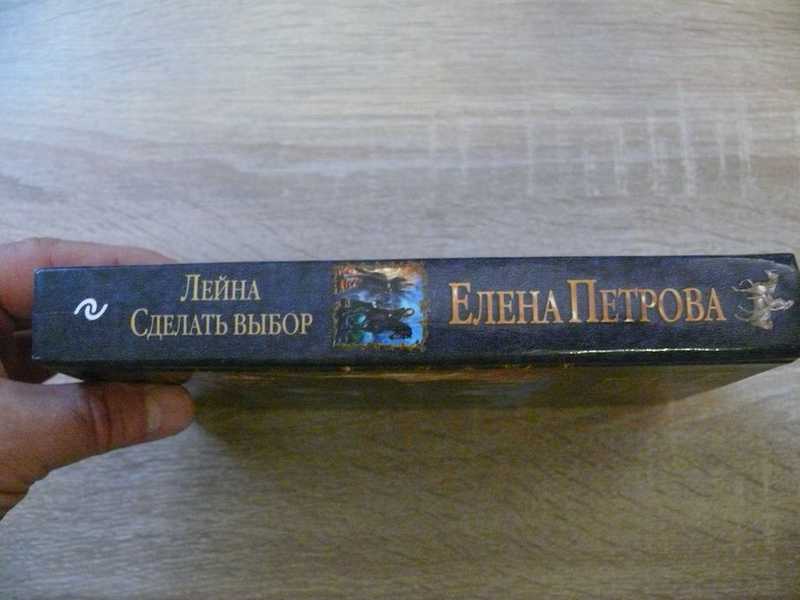 Лейна
Сделать выбор
Елена Петрова